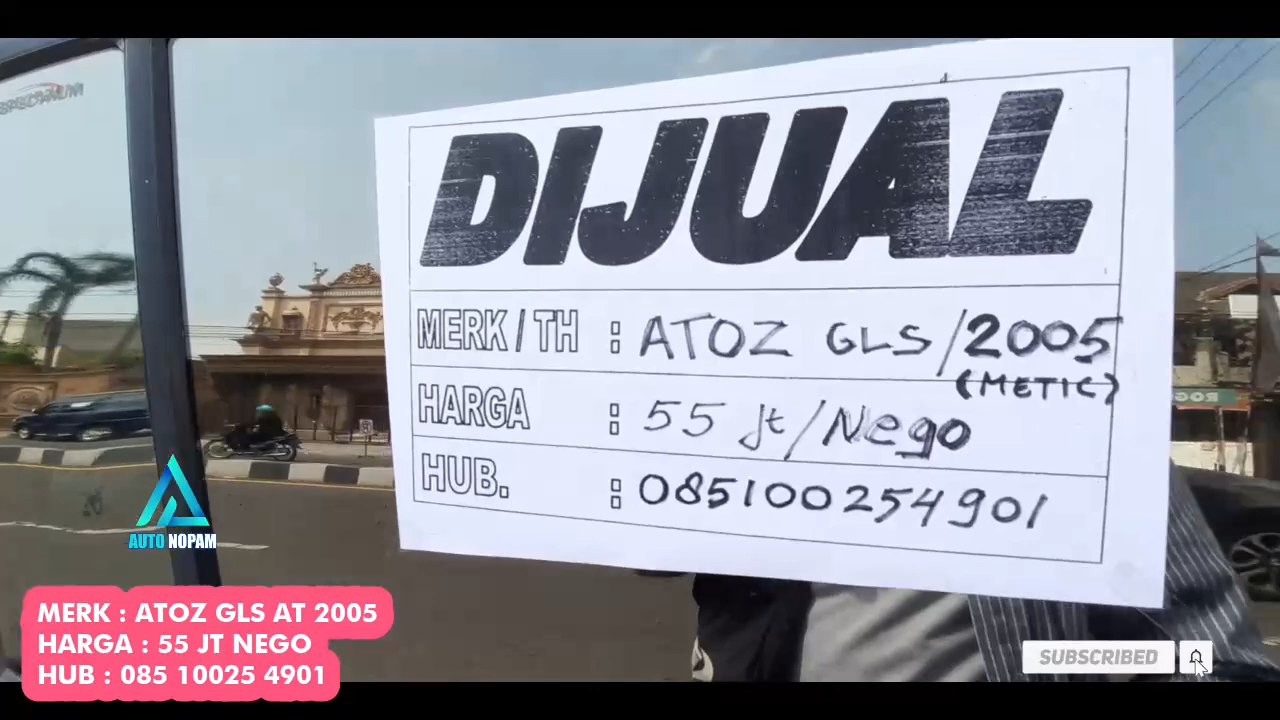 DIJUAL
MERK / TH : ATOZ GLS/2005
(METIC)
HARGA : 55 jt/Nego
HUB. : 085100254901
AUTO NOPAM
MERK : ATOZ GLS AT 2005
HARGA : 55 JT NEGO
HUB : 085 10025 4901
SUBSCRIBED